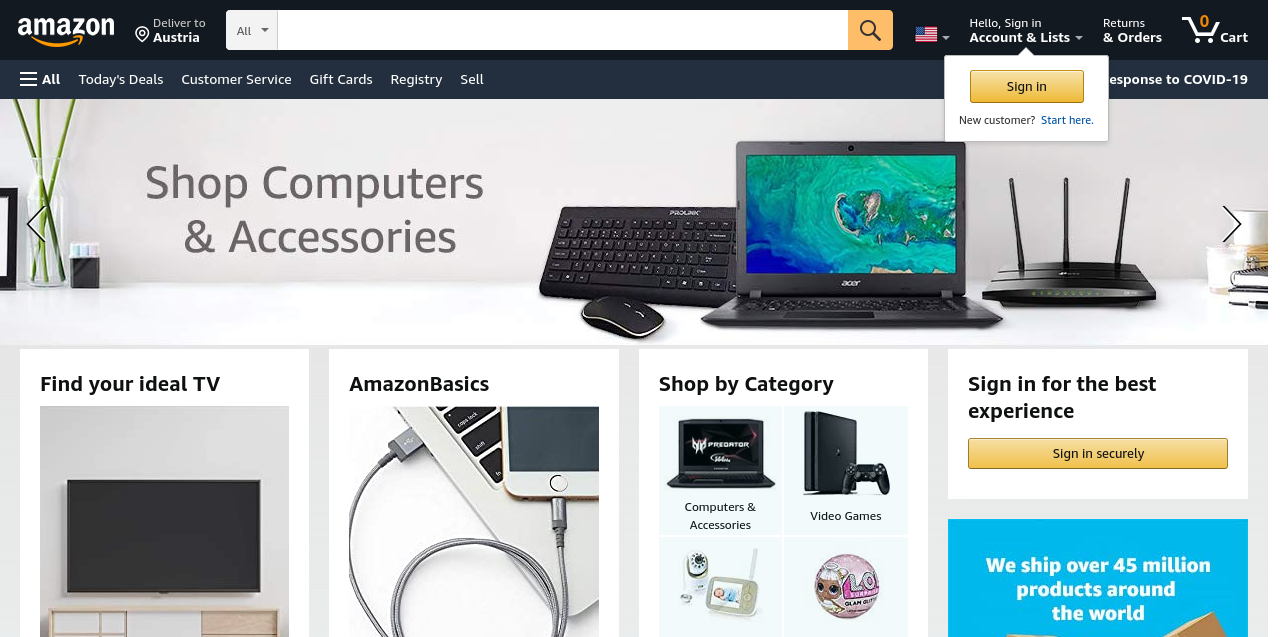 amazon
Deliver to
Austria
All
Hello, Sign in
Account & Lists
Returns
& Orders
0
Cart
All
Today's Deals
Customer Service
Gift Cards
Registry
Sell
esponse to COVID-19
Sign in
New customer? Start here.
Shop Computers
& Accessories
PROLiNK
acer
Find your ideal TV
AmazonBasics
caps lock
shift
Shop by Category
PREDATOR
Computers &
Accessories
Video Games
L.O.L.
SURPRISE!
GLAM GLITTER
Sign in for the best
experience
Sign in securely
We ship over 45 million
products around
the world